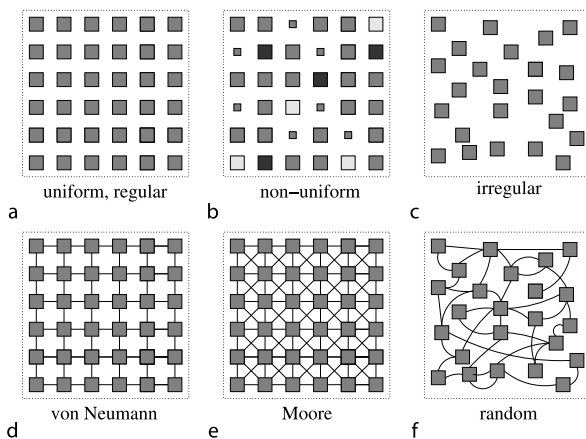 uniform, regular
non–uniform
irregular
a
b
c
von Neumann
Moore
random
d
e
f